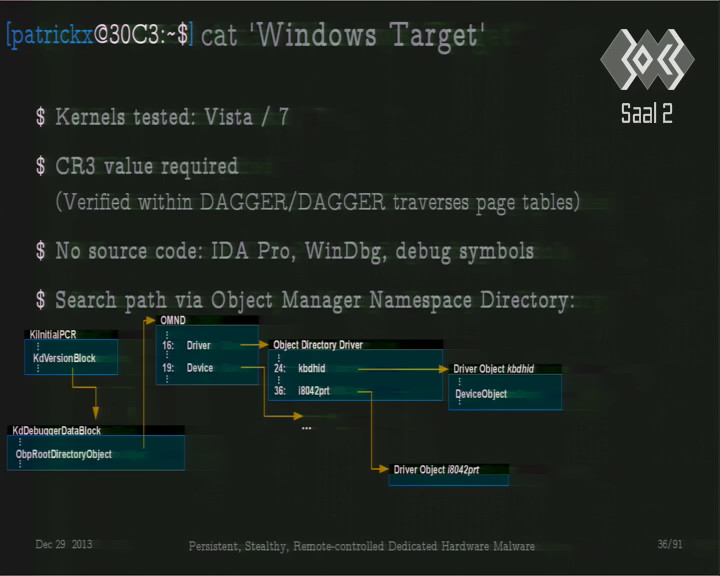 [patrickx@30C3:~$] cat 'Windows Target'
Saal 2
$ Kernels tested: Vista / 7
$ CR3 value required
(Verified within DAGGER/DAGGER traverses page tables)
$ No source code: IDA Pro, WinDbg, debug symbols
$ Search path via Object Manager Namespace Directory:
KiInitialPCR
KdVersionBlock
KdDebuggerDataBlock
ObpRootDirectoryObject
OMND
16: Driver
19: Device
...
Object Directory Driver
24: kbdhid
36: i8042prt
Driver Object kbdhid
DeviceObject
Driver Object i8042prt
Dec 29 2013
Persistent, Stealthy, Remote-controlled Dedicated Hardware Malware
36/91